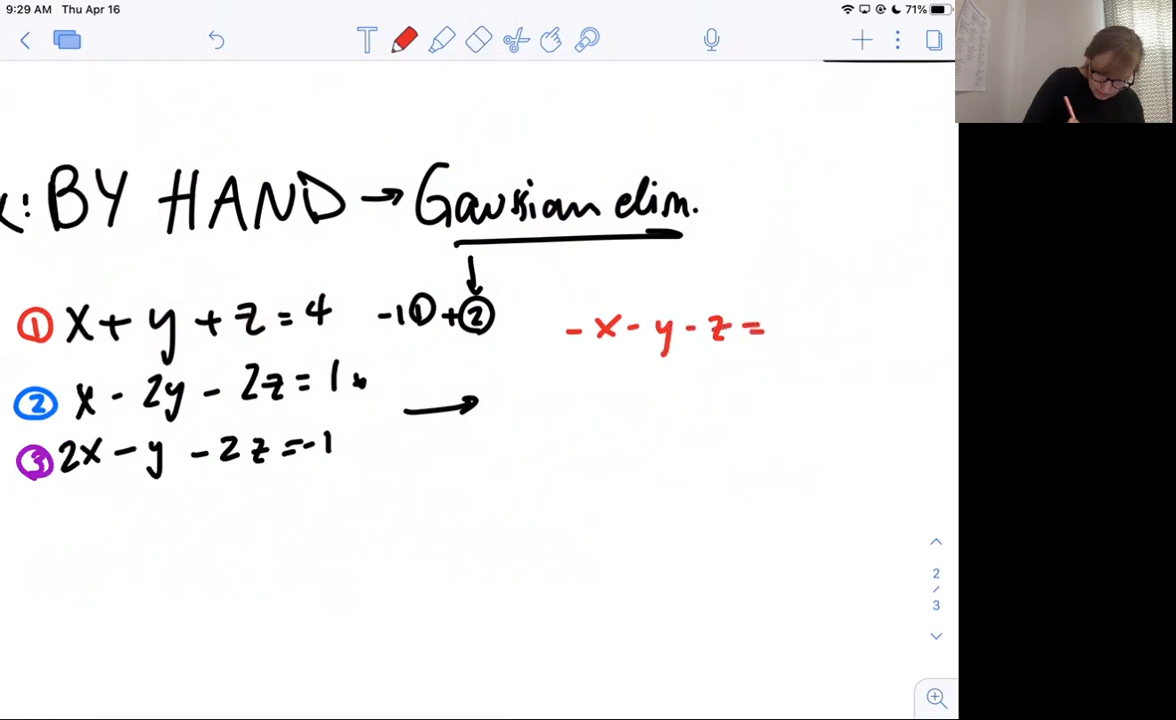 9:29 AM Thu Apr 16
71%
: BY HAND → Gaussian elim.
① x + y + z = 4 -1① + ② - x - y - z =
② x - 2y - 2z = 1
③ 2x - y - 2z = -1
2
/
3